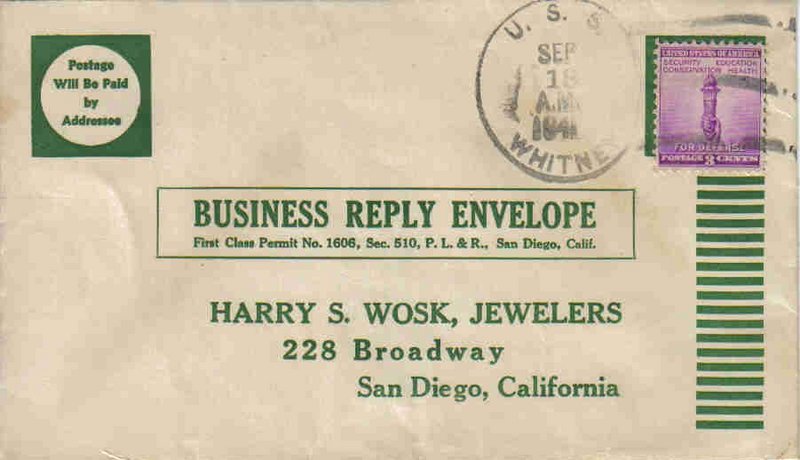 Postage
Will Be Paid
by
Addressee
U. S. S.
SEP
18
A.M.
WHITNEY
UNITED STATES OF AMERICA
SECURITY EDUCATION
CONSERVATION HEALTH
FOR DEFENSE
POSTAGE 3 CENTS
BUSINESS REPLY ENVELOPE
First Class Permit No. 1606, Sec. 510, P. L. & R., San Diego, Calif.
HARRY S. WOSK, JEWELERS
228 Broadway
San Diego, California